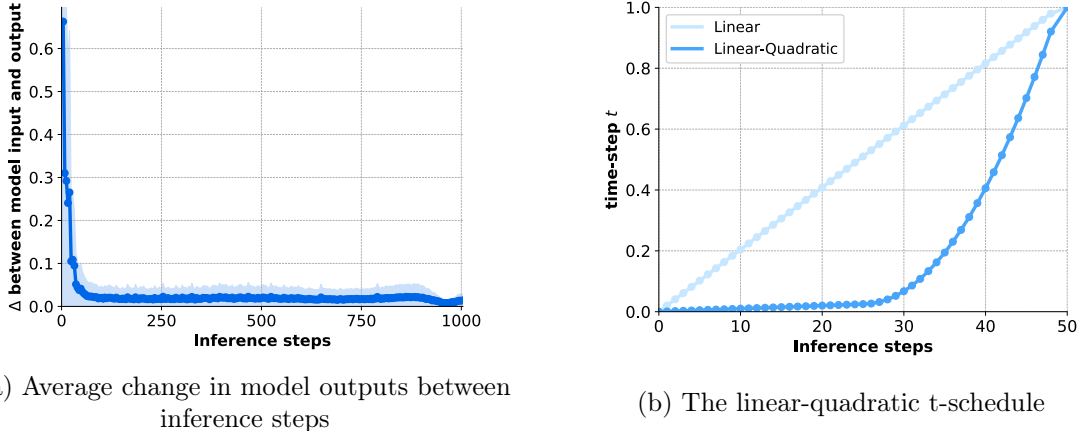 Δ between model input and output
0.6
0.5
0.4
0.3
0.2
0.1
0.0
0 250 500 750 1000
Inference steps
) Average change in model outputs between
inference steps
time-step t
1.0
0.8
0.6
0.4
0.2
0.0
Linear
Linear-Quadratic
0 10 20 30 40 50
Inference steps
(b) The linear-quadratic t-schedule